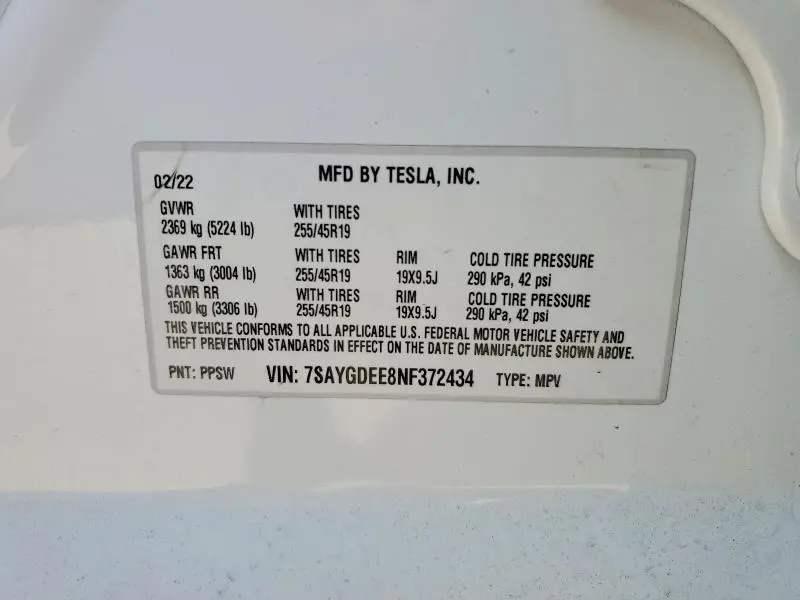 02/22 MFD BY TESLA, INC.
GVWR WITH TIRES
2369 kg (5224 lb) 255/45R19
GAWR FRT WITH TIRES RIM COLD TIRE PRESSURE
1363 kg (3004 lb) 255/45R19 19X9.5J 290 kPa, 42 psi
GAWR RR WITH TIRES RIM COLD TIRE PRESSURE
1500 kg (3306 lb) 255/45R19 19X9.5J 290 kPa, 42 psi
THIS VEHICLE CONFORMS TO ALL APPLICABLE U.S. FEDERAL MOTOR VEHICLE SAFETY AND
THEFT PREVENTION STANDARDS IN EFFECT ON THE DATE OF MANUFACTURE SHOWN ABOVE.
PNT: PPSW VIN: 7SAYGDEE8NF372434 TYPE: MPV